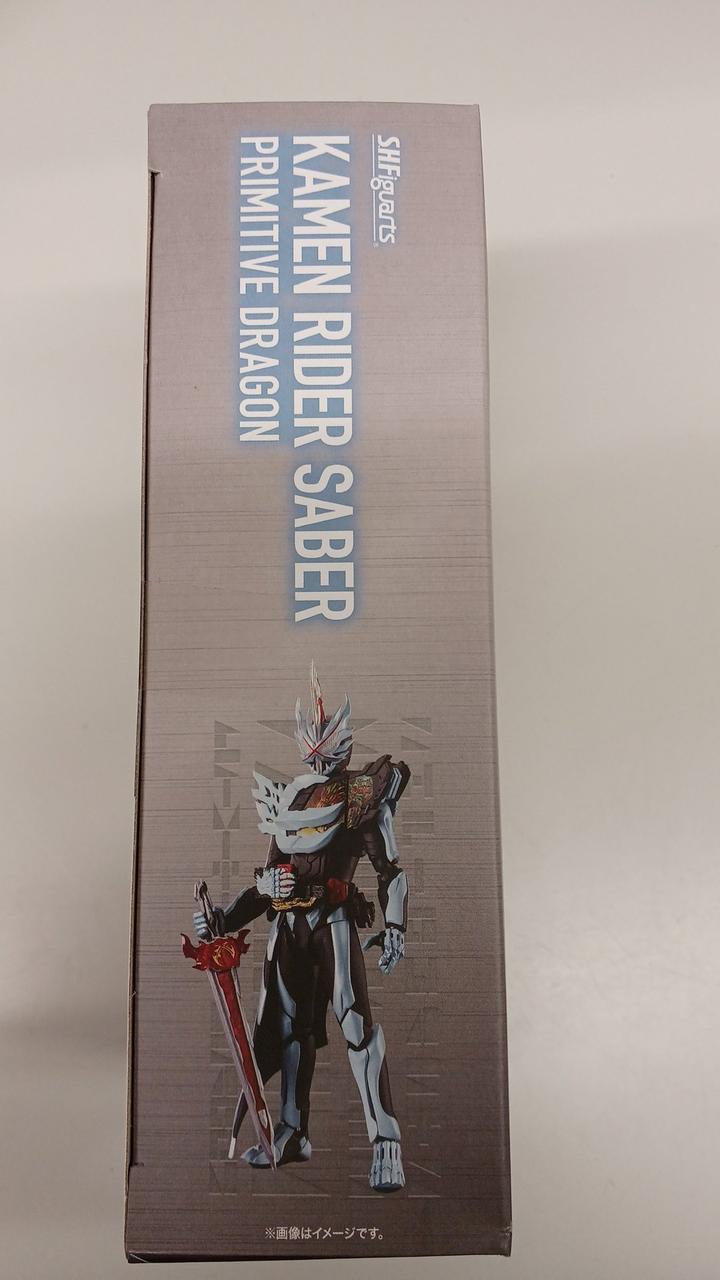 S.H.Figuarts
KAMEN RIDER SABER
PRIMITIVE DRAGON
※画像はイメージです。